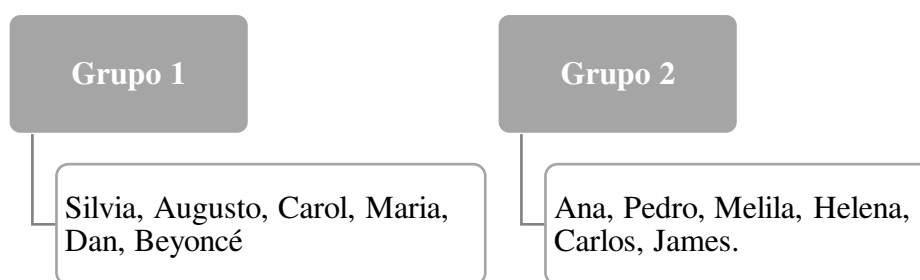 Grupo 1
Silvia, Augusto, Carol, Maria,
Dan, Beyoncé
Grupo 2
Ana, Pedro, Melila, Helena,
Carlos, James.